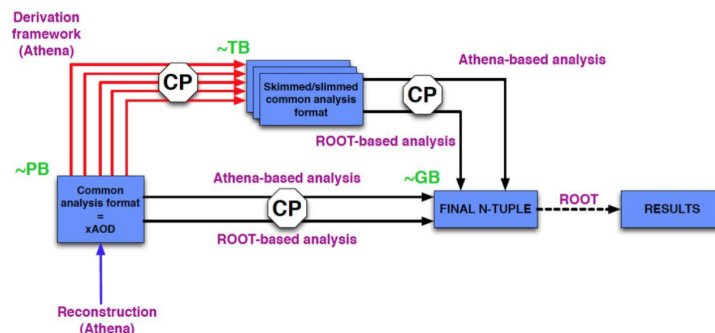 Derivation
framework
(Athena)
~TB
CP
Skimmed/slimmed
common analysis
format
CP
Athena-based analysis
ROOT-based analysis
~PB
Common
analysis format
=
xAOD
Athena-based analysis
CP
ROOT-based analysis
~GB
FINAL N-TUPLE
ROOT
RESULTS
Reconstruction
(Athena)